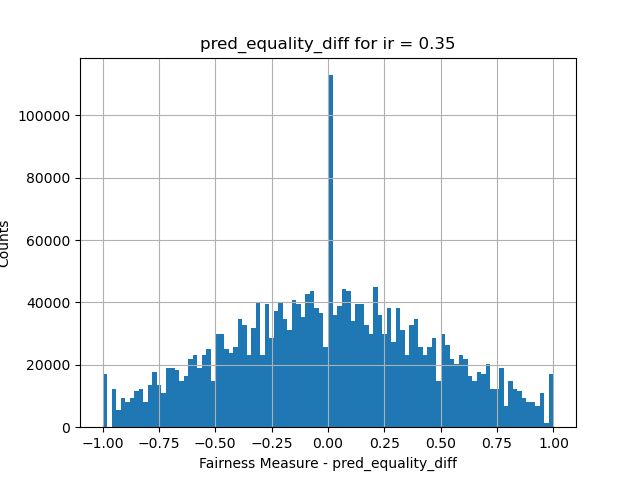 pred_equality_diff for ir = 0.35
100000
80000
60000
40000
20000
0
Counts
−1.00 −0.75 −0.50 −0.25 0.00 0.25 0.50 0.75 1.00
Fairness Measure - pred_equality_diff